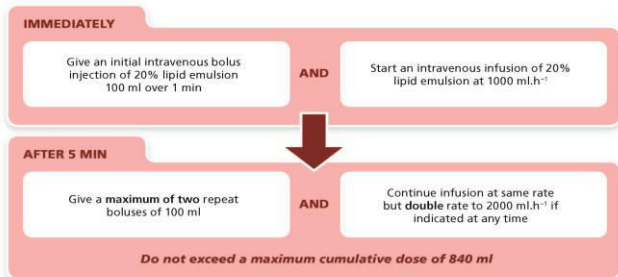 IMMEDIATELY
Give an initial intravenous bolus
injection of 20% lipid emulsion
100 ml over 1 min
AND
Start an intravenous infusion of 20%
lipid emulsion at 1000 ml.h⁻¹
AFTER 5 MIN
Give a maximum of two repeat
boluses of 100 ml
AND
Continue infusion at same rate
but double rate to 2000 ml.h⁻¹ if
indicated at any time
Do not exceed a maximum cumulative dose of 840 ml